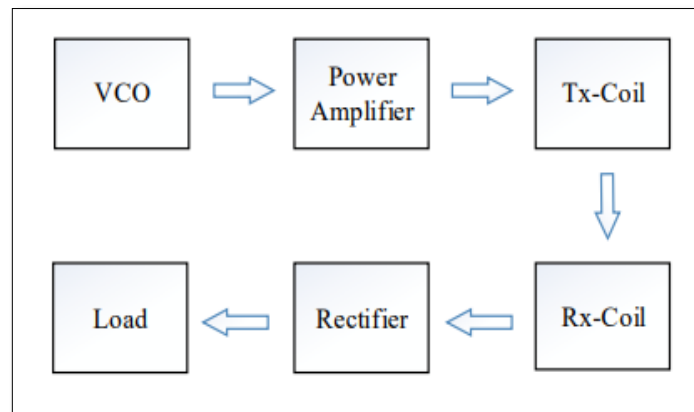 VCO
Power
Amplifier
Tx-Coil
Load
Rectifier
Rx-Coil